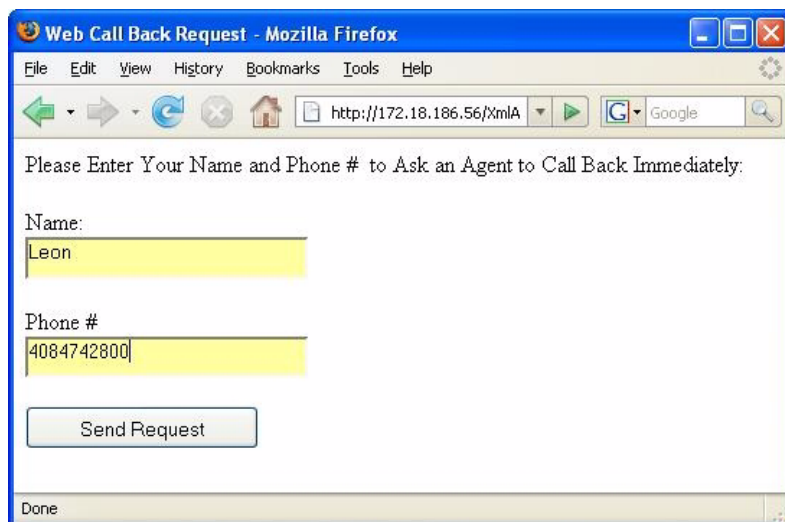 Web Call Back Request - Mozilla Firefox
File Edit View History Bookmarks Tools Help
http://172.18.186.56/XmlA G Google
Please Enter Your Name and Phone # to Ask an Agent to Call Back Immediately:
Name:
Leon
Phone #
4084742800
Send Request
Done